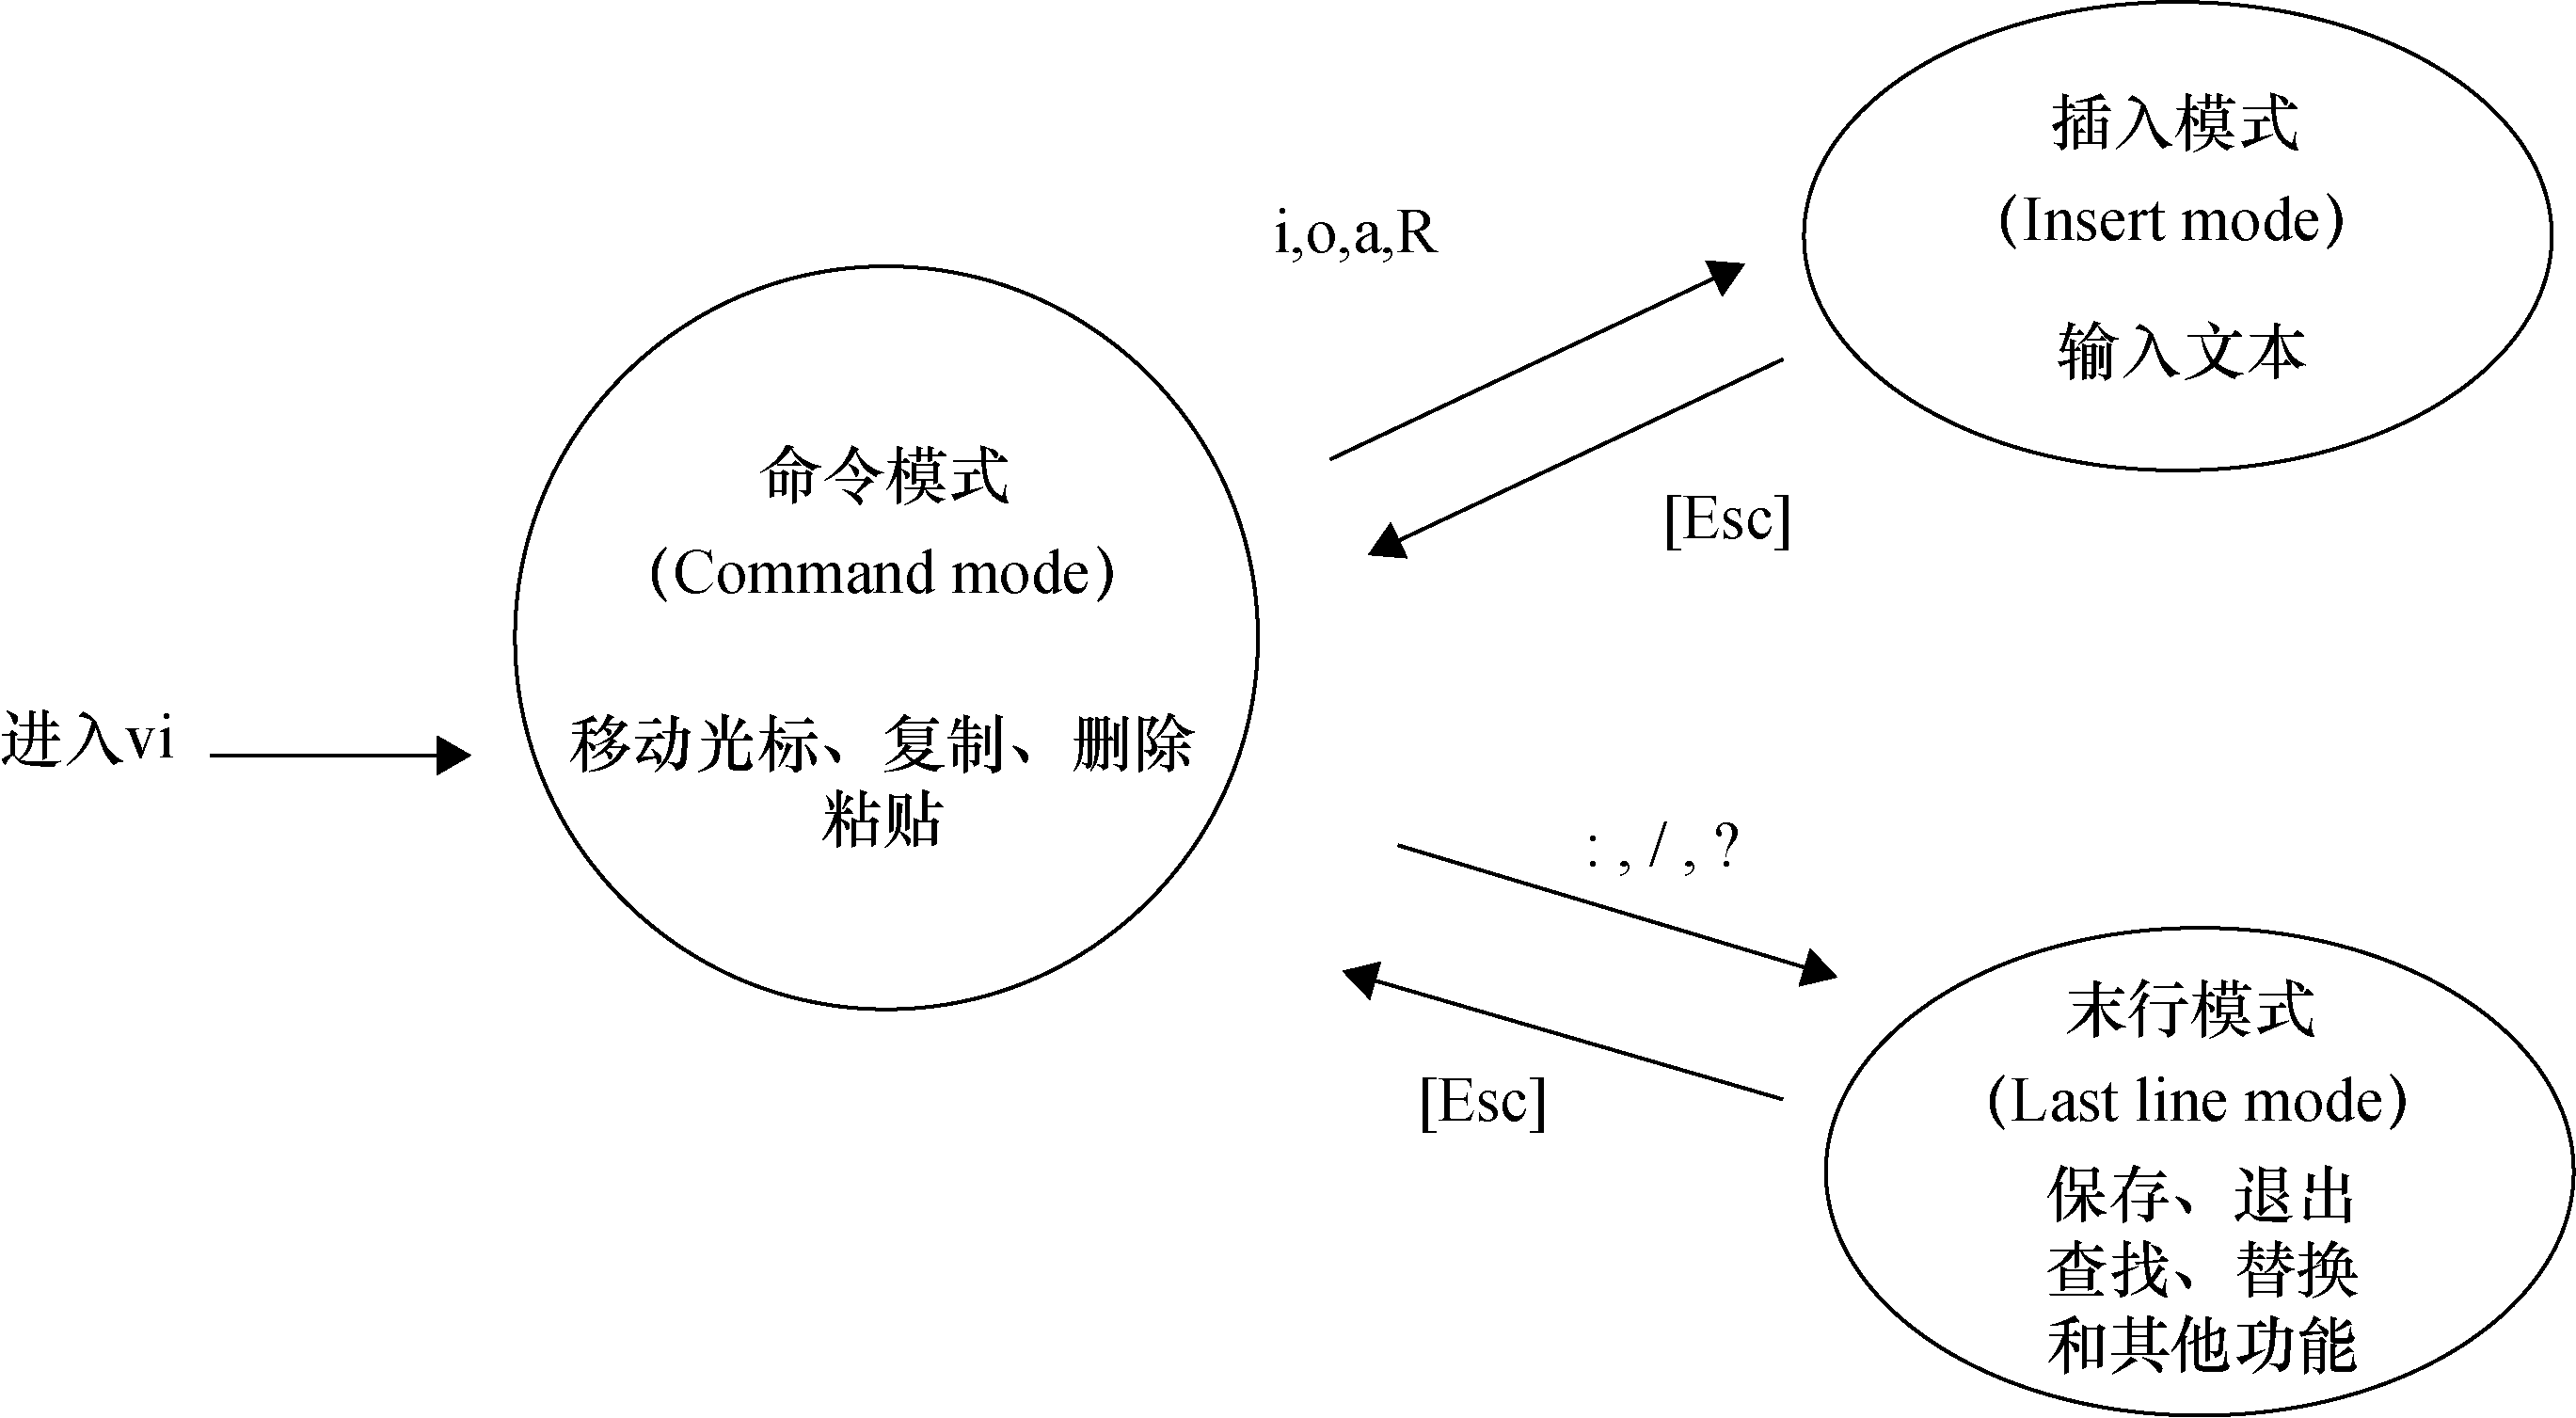 进入vi
命令模式
(Command mode)
移动光标、复制、删除
粘贴
i,o,a,R
[Esc]
插入模式
(Insert mode)
输入文本
: , / , ?
[Esc]
末行模式
(Last line mode)
保存、退出
查找、替换
和其他功能